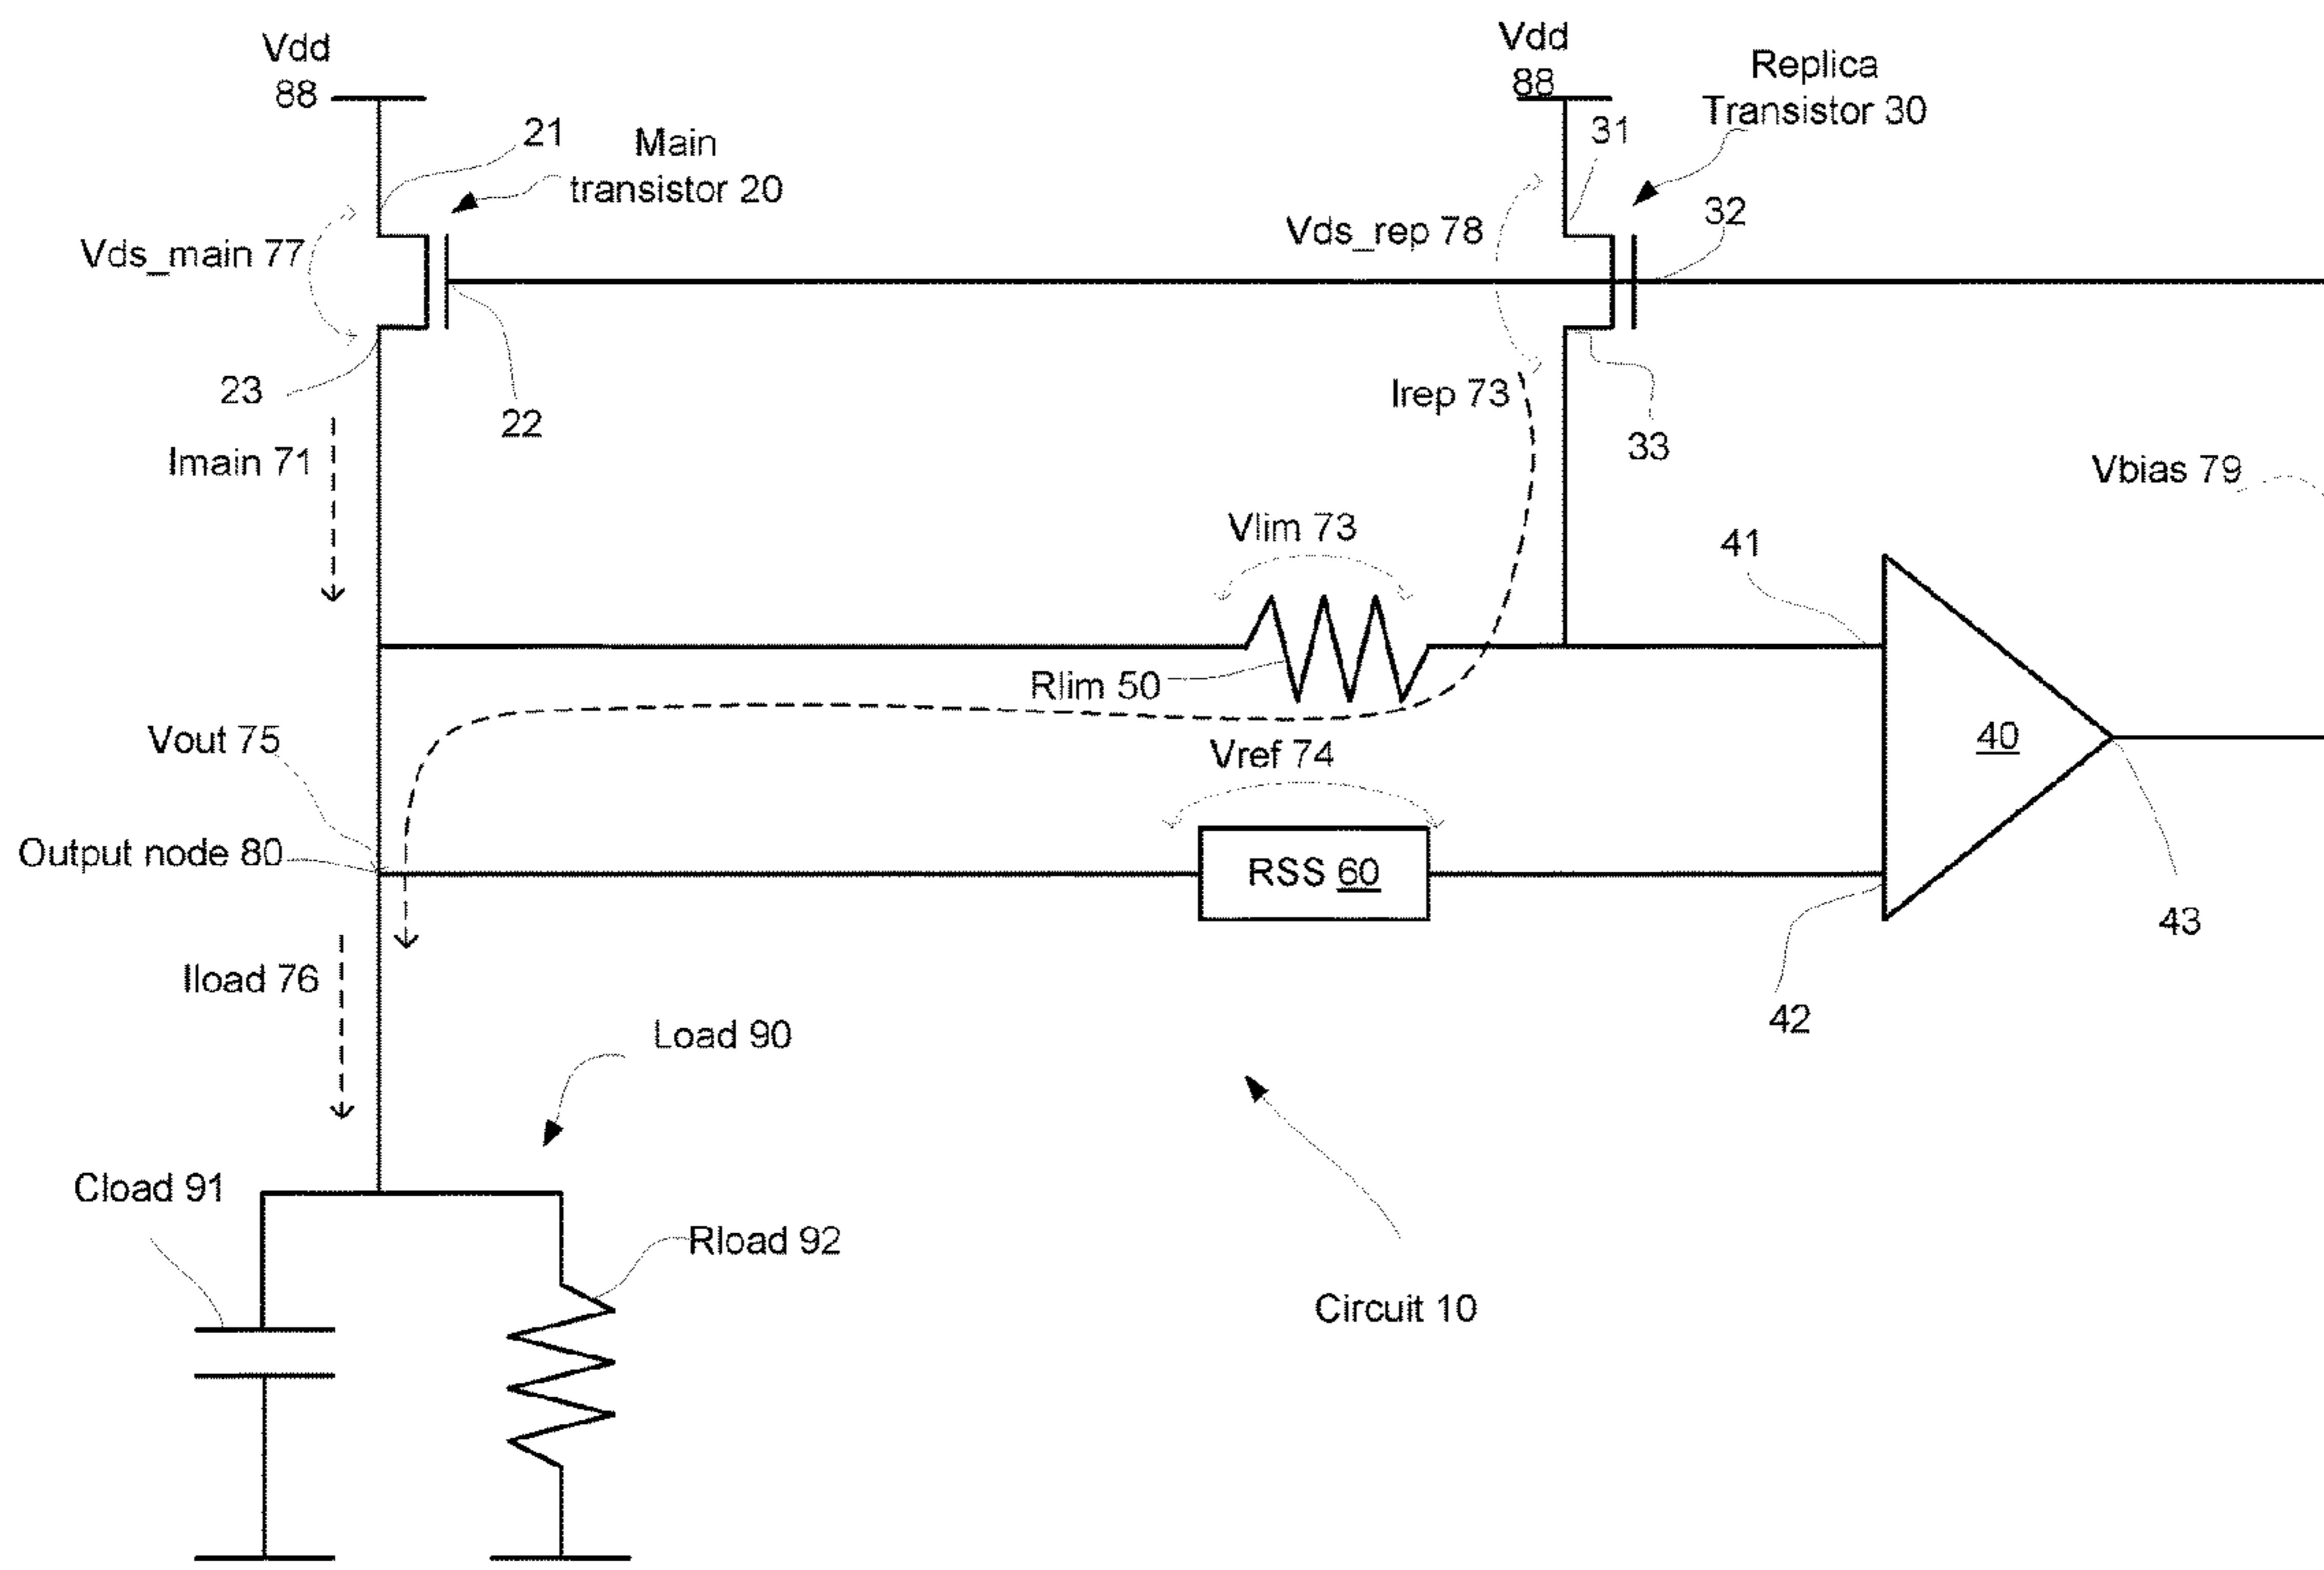 Vdd
88
Vdd
88
Replica
Transistor 30
21
Main
transistor 20
31
32
Vds_main 77
Vds_rep 78
23
22
Irep 73
33
Imain 71
Vbias 79
Vlim 73
41
Rlim 50
Vout 75
Vref 74
40
Output node 80
RSS 60
43
Iload 76
42
Load 90
Cload 91
Rload 92
Circuit 10